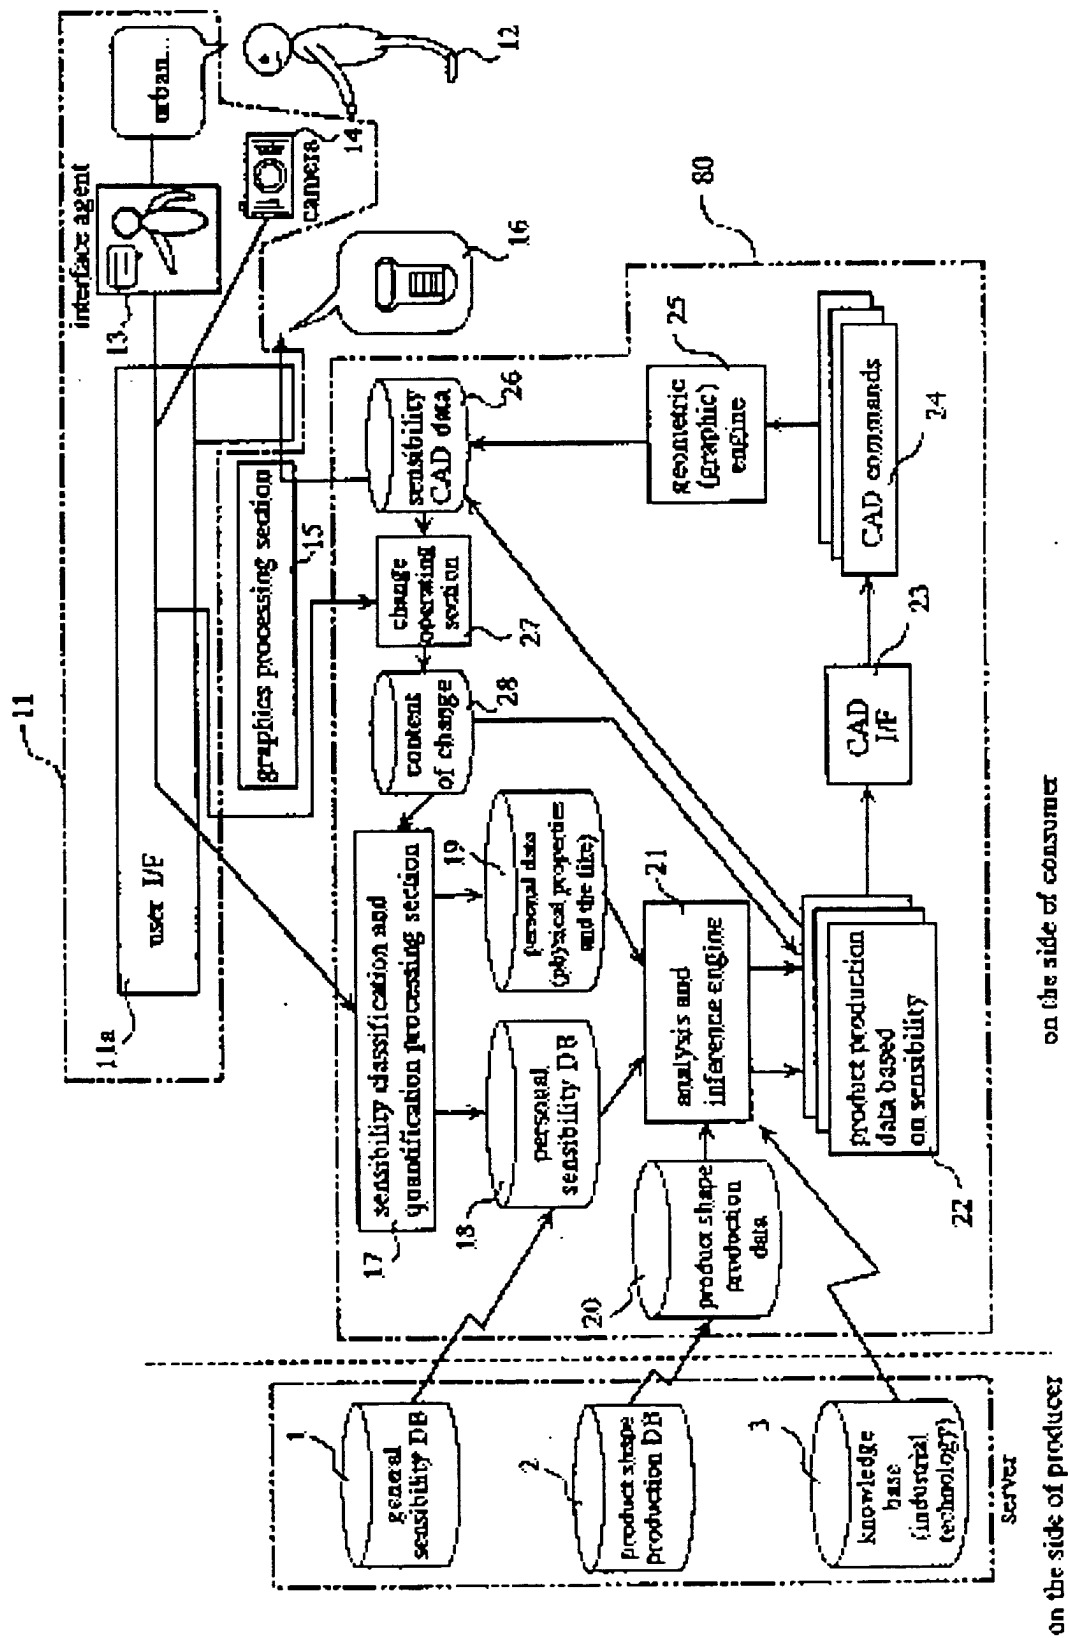 11
11a
user I/F
interface agent
13
urban...
12
14
camera
16
graphics processing section
15
80
sensibility classification and
quantification processing section
17
content
of change
28
change
operating
section
27
sensibility
CAD data
26
18
personal
sensibility DB
19
personal data
(physical properties
and the like)
geometric
(graphic)
engine
25
20
product shape
production
data
21
analysis and
inference engine
product production
data based
on sensibility
22
CAD
I/F
23
CAD commands
24
1
general
sensibility DB
2
product shape
production DB
3
knowledge
base
(industrial
technology)
server
on the side of producer
on the side of consumer